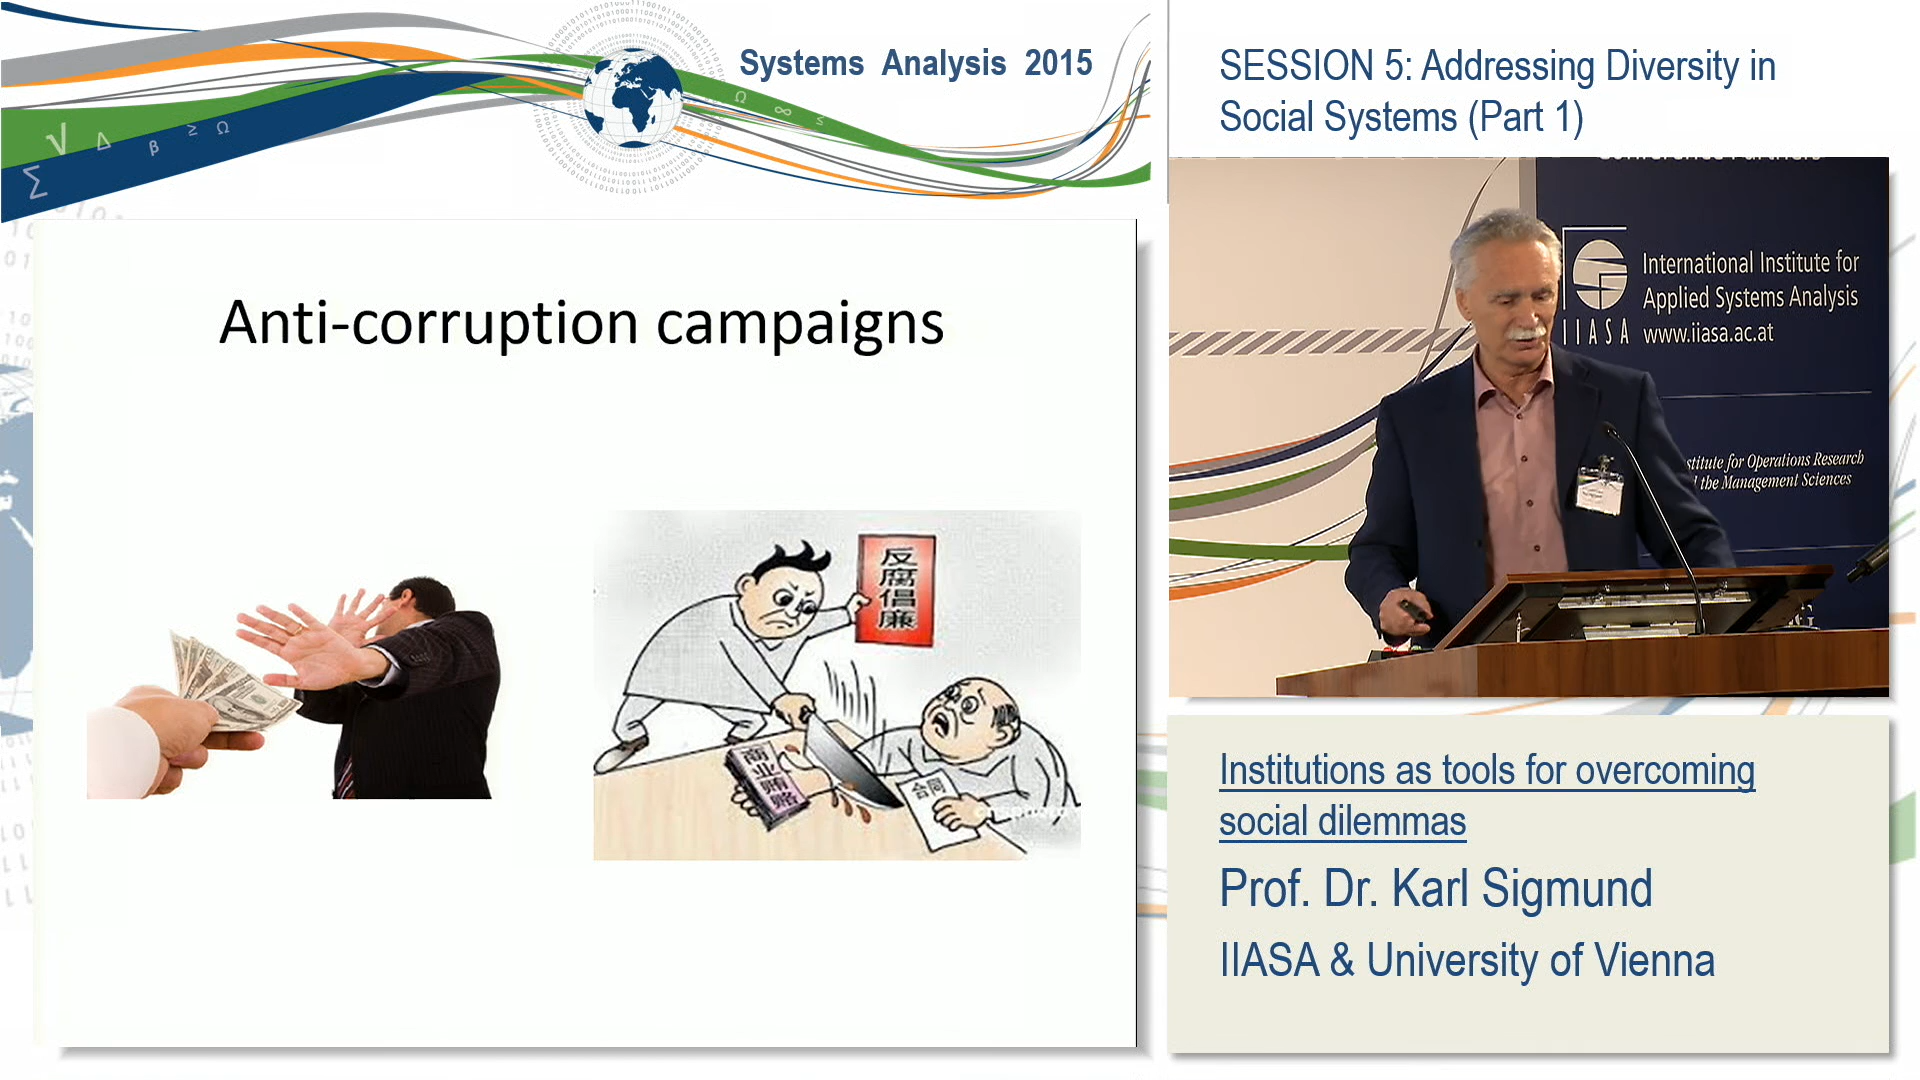 Systems Analysis 2015
SESSION 5: Addressing Diversity in
Social Systems (Part 1)
Anti-corruption campaigns
反腐倡廉
商业贿赂
合同
International Institute for
Applied Systems Analysis
IIASA www.iiasa.ac.at
Institutions as tools for overcoming
social dilemmas
Prof. Dr. Karl Sigmund
IIASA & University of Vienna
for Operations Research
the Management Sciences